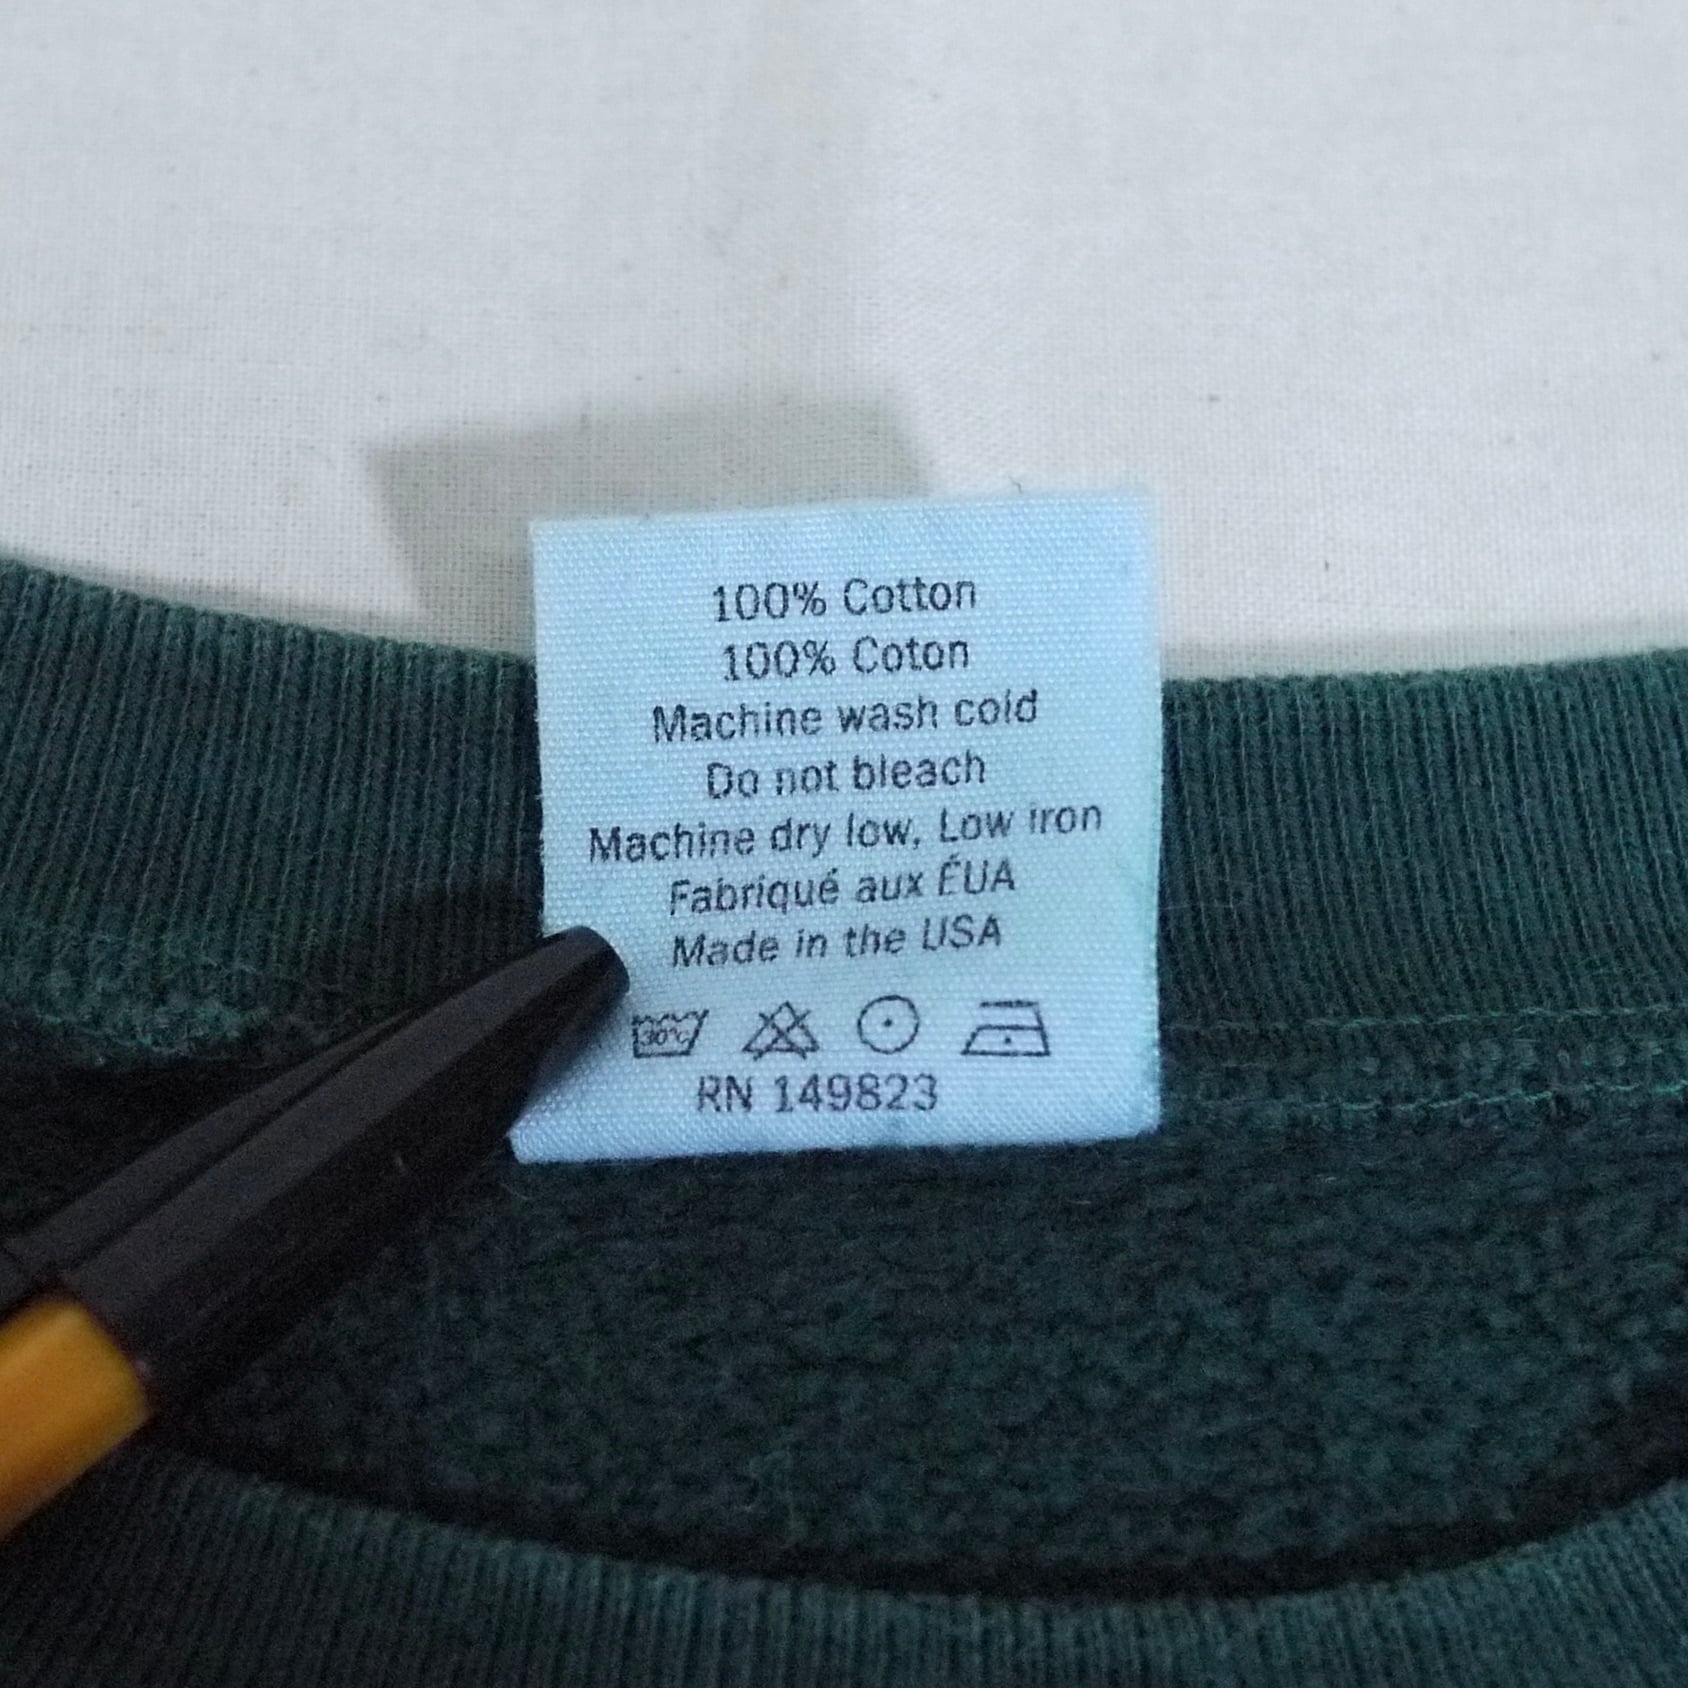 100% Cotton
100% Coton
Machine wash cold
Do not bleach
Machine dry low, Low iron
Fabriqué aux ÉUA
Made in the USA
30°C
RN 149823